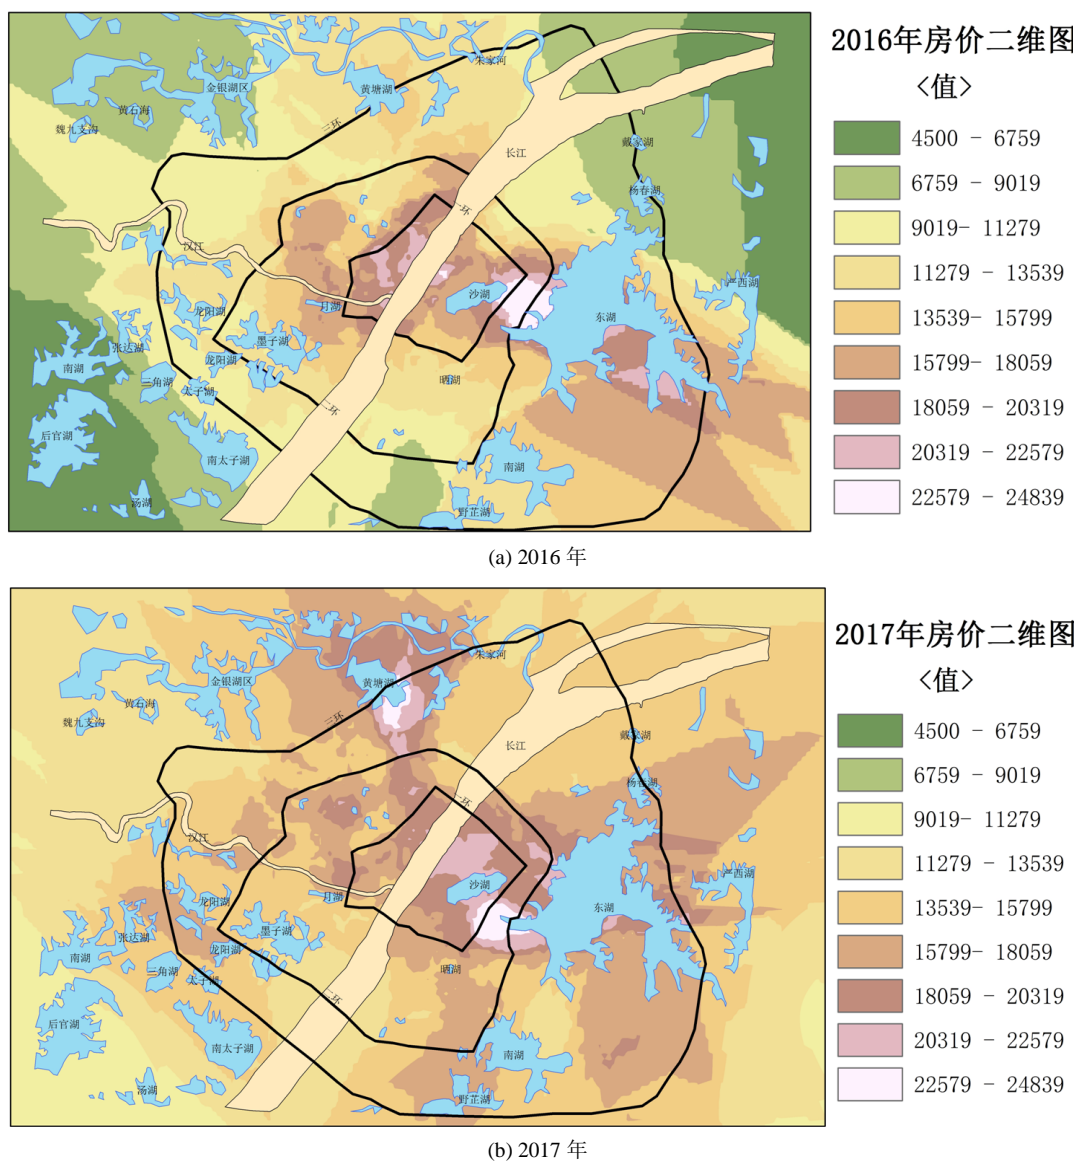 2016年房价二维图
<值>
4500 - 6759
6759 - 9019
9019- 11279
11279 - 13539
13539- 15799
15799- 18059
18059 - 20319
20319 - 22579
22579 - 24839
朱家河
金银湖区
黄塘湖
黄石海
魏九支沟
三环
戴家湖
长江
杨春湖
一环
汉江
严西湖
沙湖
月湖
龙阳湖
东湖
墨子湖
张达湖
龙阳湖
南湖
晒湖
三角湖
太子湖
二环
后官湖
南太子湖
南湖
汤湖
野芷湖
(a) 2016 年
2017年房价二维图
<值>
4500 - 6759
6759 - 9019
9019- 11279
11279 - 13539
13539- 15799
15799- 18059
18059 - 20319
20319 - 22579
22579 - 24839
朱家河
金银湖区
黄塘湖
黄石海
魏九支沟
三环
戴家湖
长江
杨春湖
一环
汉江
严西湖
沙湖
月湖
龙阳湖
东湖
墨子湖
张达湖
龙阳湖
南湖
晒湖
三角湖
太子湖
二环
后官湖
南太子湖
南湖
汤湖
野芷湖
(b) 2017 年